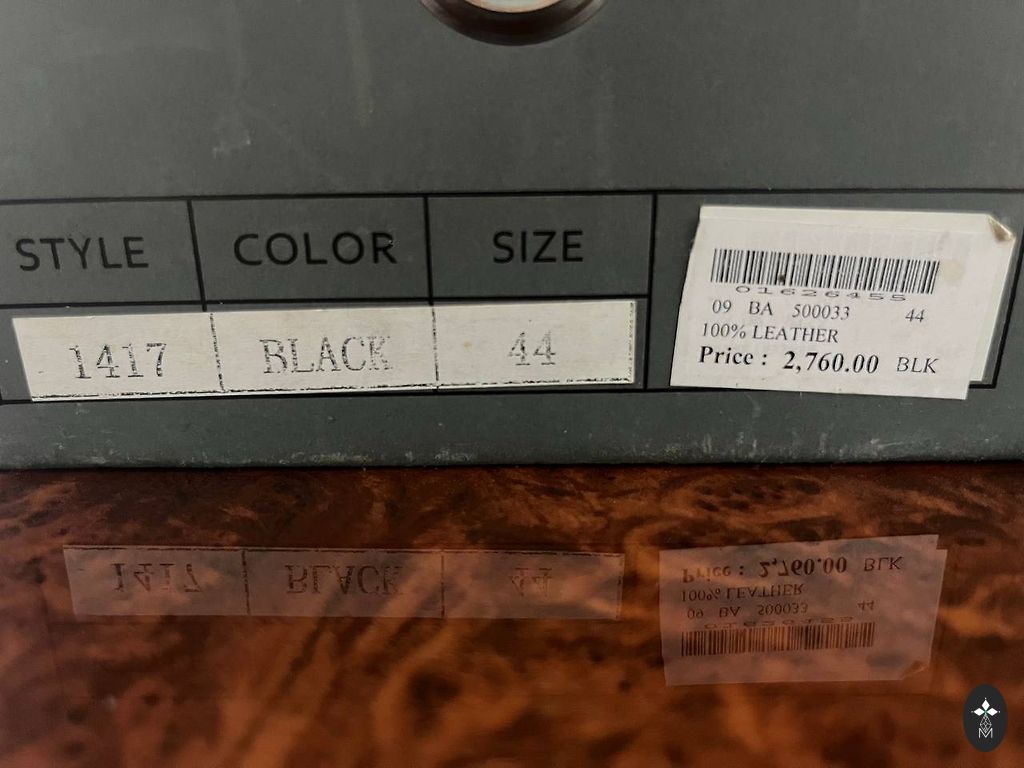 STYLE COLOR SIZE
1417 BLACK 44
01626455
09 BA 500033 44
100% LEATHER
Price : 2,760.00 BLK
M